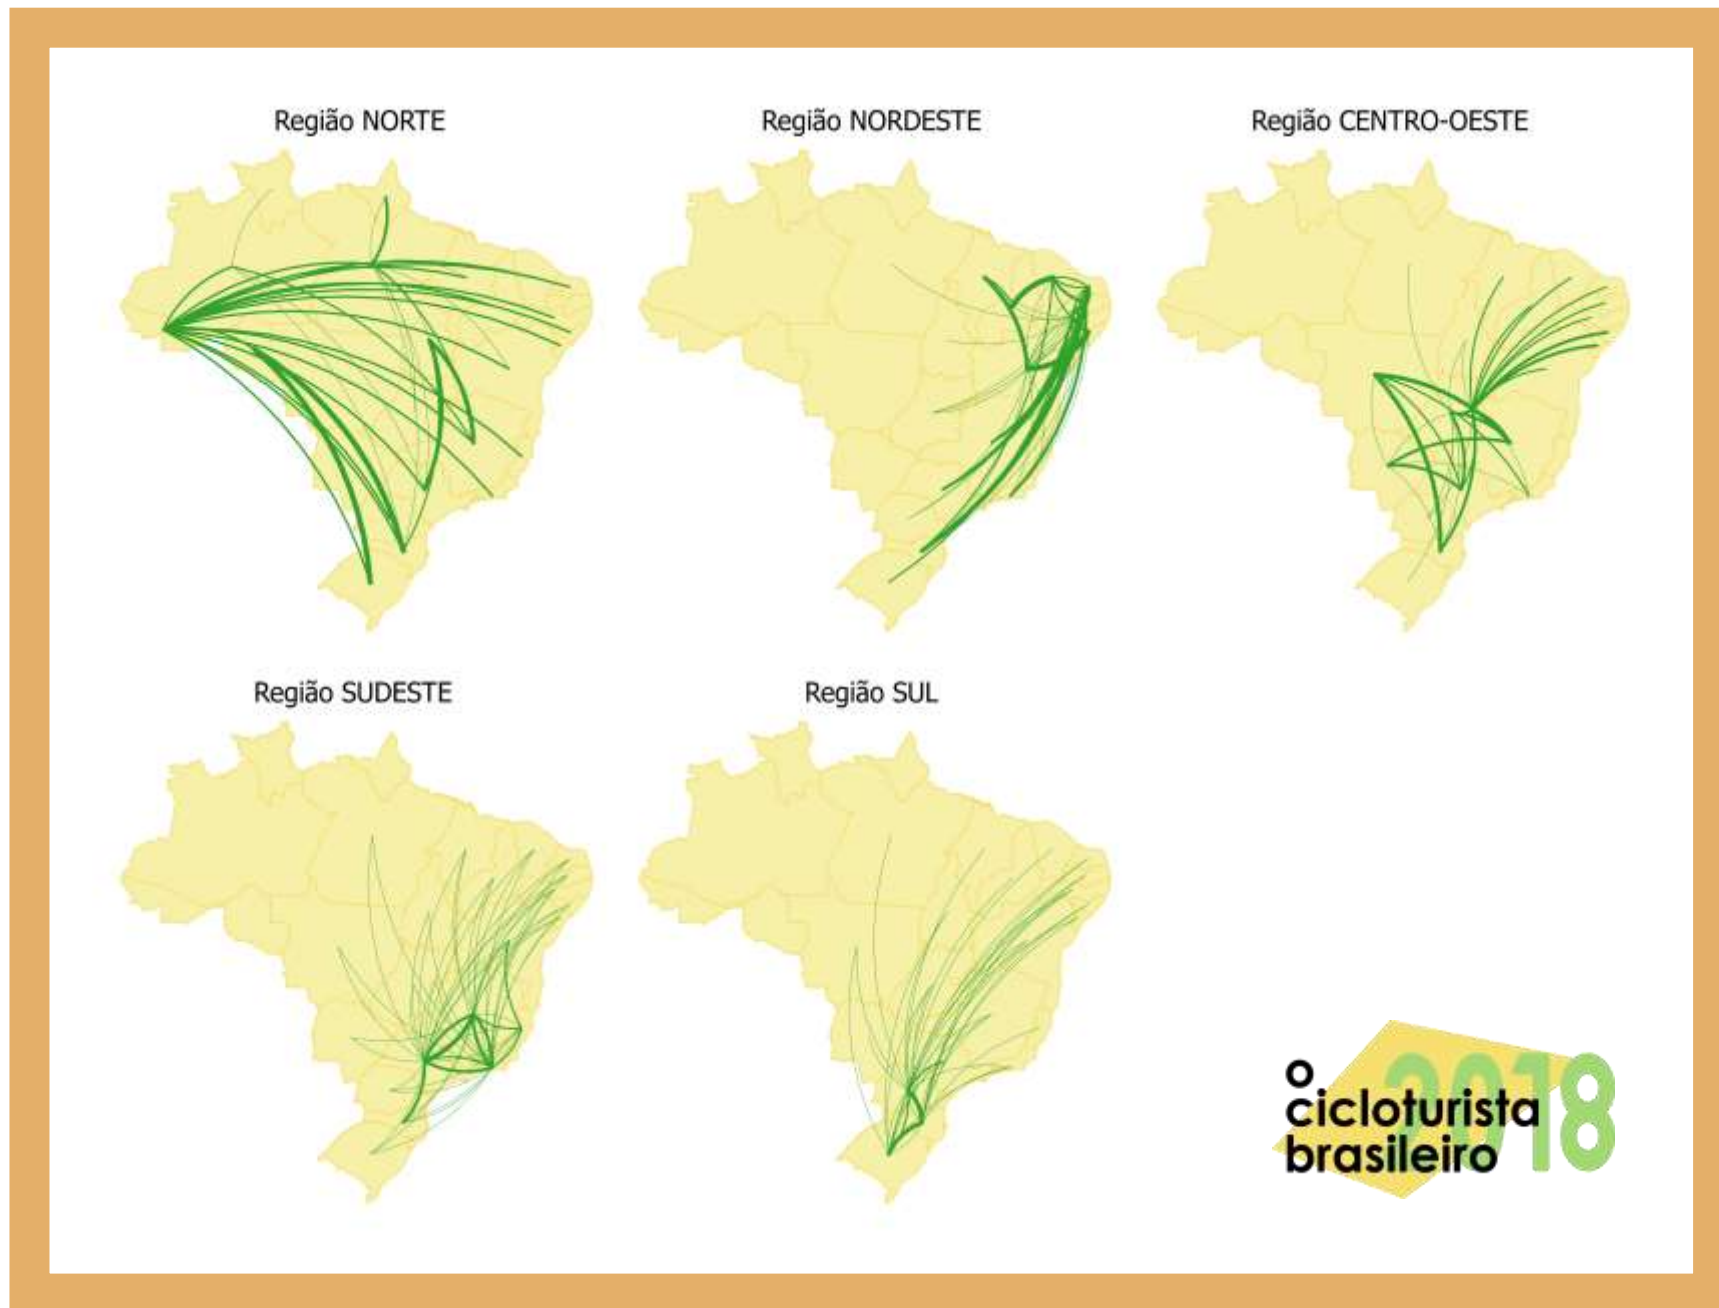 Região NORTE
Região NORDESTE
Região CENTRO-OESTE
Região SUDESTE
Região SUL
o
cicloturista
brasileiro
2018